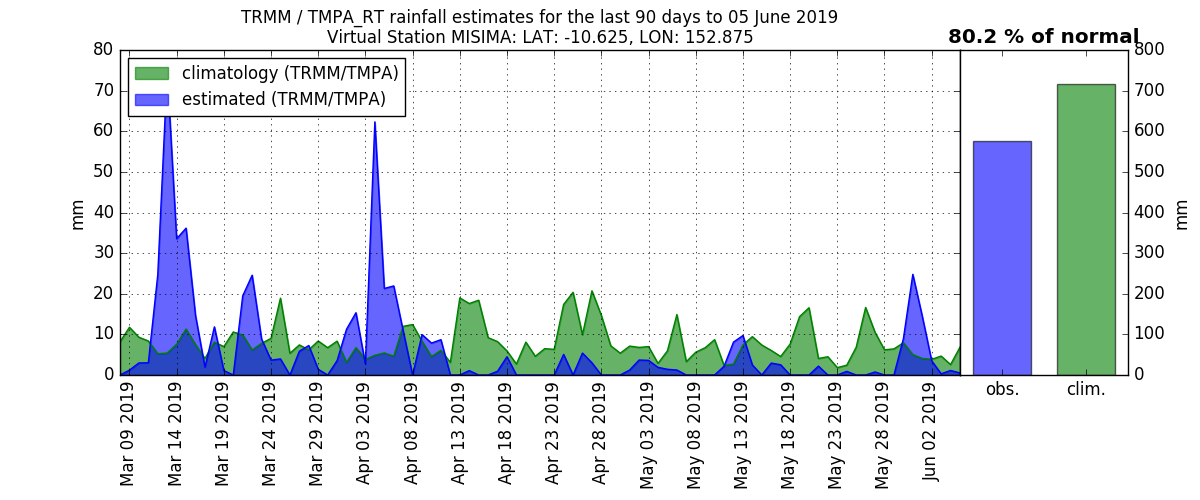 TRMM / TMPA_RT rainfall estimates for the last 90 days to 05 June 2019
Virtual Station MISIMA: LAT: -10.625, LON: 152.875
80.2 % of normal
climatology (TRMM/TMPA)
estimated (TRMM/TMPA)
80
70
60
50
40
30
20
10
0
mm
Mar 09 2019
Mar 14 2019
Mar 19 2019
Mar 24 2019
Mar 29 2019
Apr 03 2019
Apr 08 2019
Apr 13 2019
Apr 18 2019
Apr 23 2019
Apr 28 2019
May 03 2019
May 08 2019
May 13 2019
May 18 2019
May 23 2019
May 28 2019
Jun 02 2019
obs.
clim.
800
700
600
500
400
300
200
100
0
mm